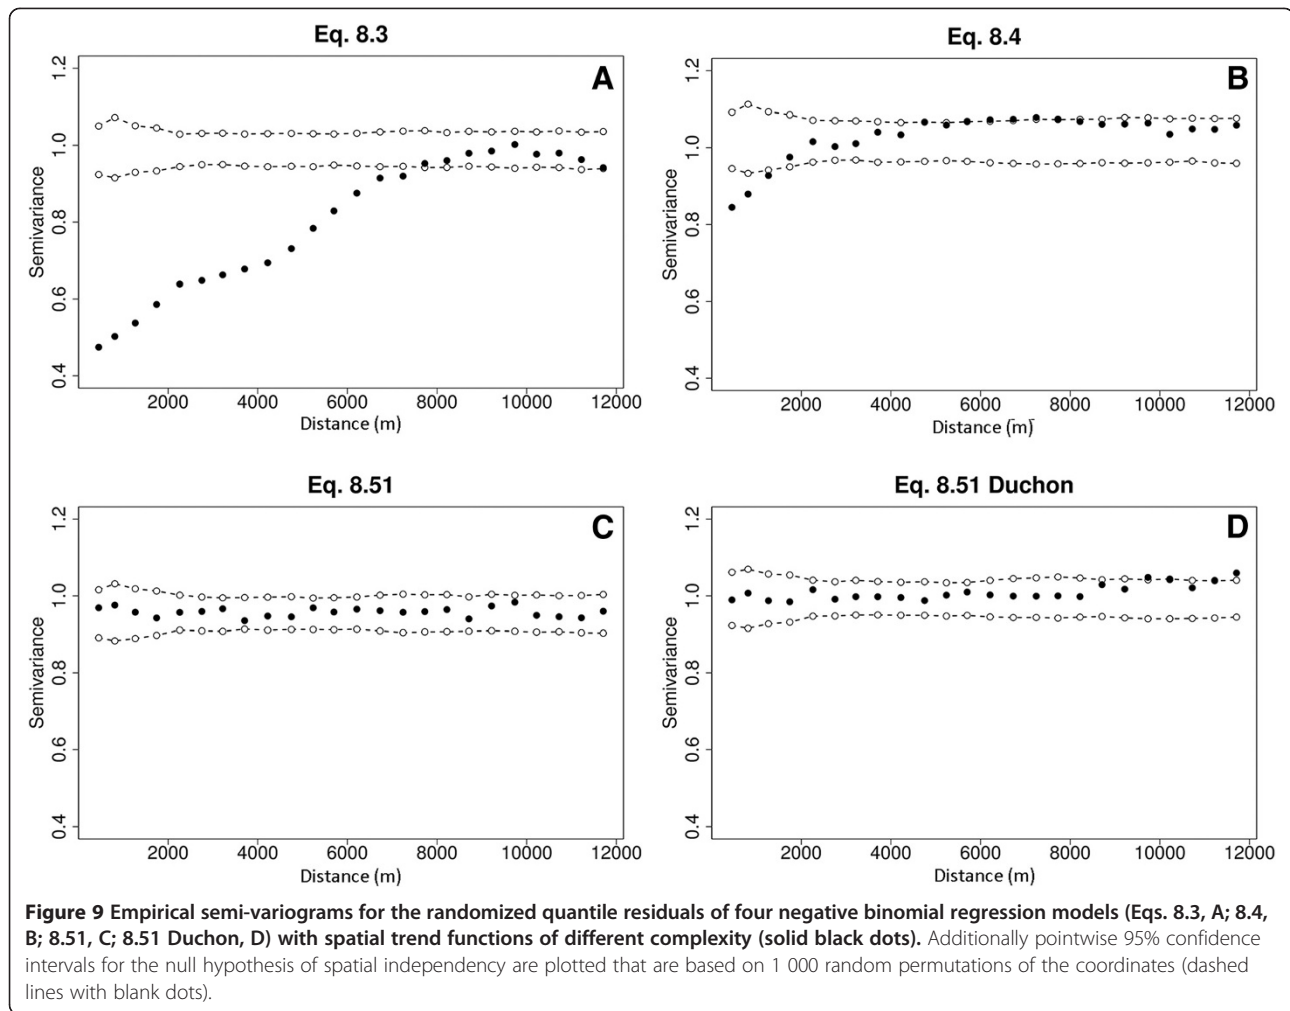 Eq. 8.3
A
1.2
1.0
0.8
0.6
0.4
Semivariance
2000 4000 6000 8000 10000 12000
Distance (m)
Eq. 8.4
B
1.2
1.0
0.8
0.6
0.4
Semivariance
2000 4000 6000 8000 10000 12000
Distance (m)
Eq. 8.51
C
1.2
1.0
0.8
0.6
0.4
Semivariance
2000 4000 6000 8000 10000 12000
Distance (m)
Eq. 8.51 Duchon
D
1.2
1.0
0.8
0.6
0.4
Semivariance
2000 4000 6000 8000 10000 12000
Distance (m)
Figure 9 Empirical semi-variograms for the randomized quantile residuals of four negative binomial regression models (Eqs. 8.3, A; 8.4,
B; 8.51, C; 8.51 Duchon, D) with spatial trend functions of different complexity (solid black dots). Additionally pointwise 95% confidence
intervals for the null hypothesis of spatial independency are plotted that are based on 1 000 random permutations of the coordinates (dashed
lines with blank dots).